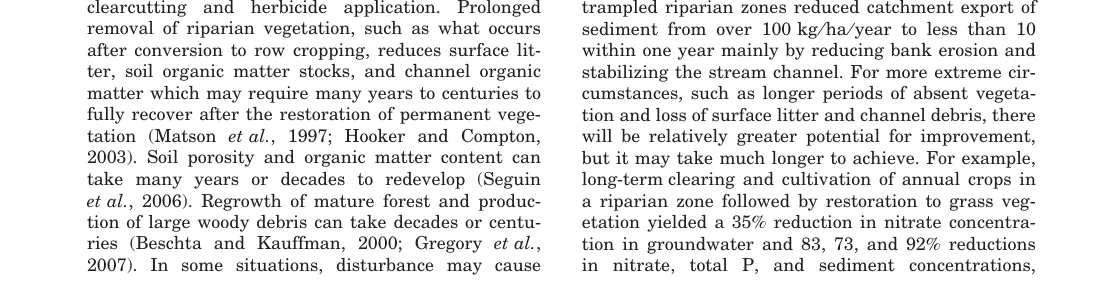 clearcutting and herbicide application. Prolonged
removal of riparian vegetation, such as what occurs
after conversion to row cropping, reduces surface lit-
ter, soil organic matter stocks, and channel organic
matter which may require many years to centuries to
fully recover after the restoration of permanent vege-
tation (Matson et al., 1997; Hooker and Compton,
2003). Soil porosity and organic matter content can
take many years or decades to redevelop (Seguin
et al., 2006). Regrowth of mature forest and produc-
tion of large woody debris can take decades or centu-
ries (Beschta and Kauffman, 2000; Gregory et al.,
2007). In some situations, disturbance may cause
trampled riparian zones reduced catchment export of
sediment from over 100 kg/ha/year to less than 10
within one year mainly by reducing bank erosion and
stabilizing the stream channel. For more extreme cir-
cumstances, such as longer periods of absent vegeta-
tion and loss of surface litter and channel debris, there
will be relatively greater potential for improvement,
but it may take much longer to achieve. For example,
long-term clearing and cultivation of annual crops in
a riparian zone followed by restoration to grass veg-
etation yielded a 35% reduction in nitrate concentra-
tion in groundwater and 83, 73, and 92% reductions
in nitrate, total P, and sediment concentrations,